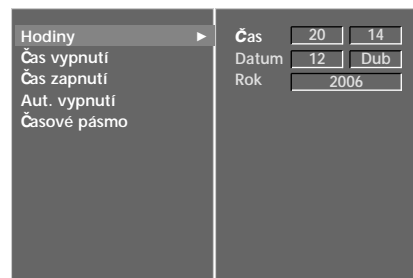 Hodiny ►
Čas vypnutí
Čas zapnutí
Aut. vypnutí
Časové pásmo
Čas 20 14
Datum 12 Dub
Rok 2006